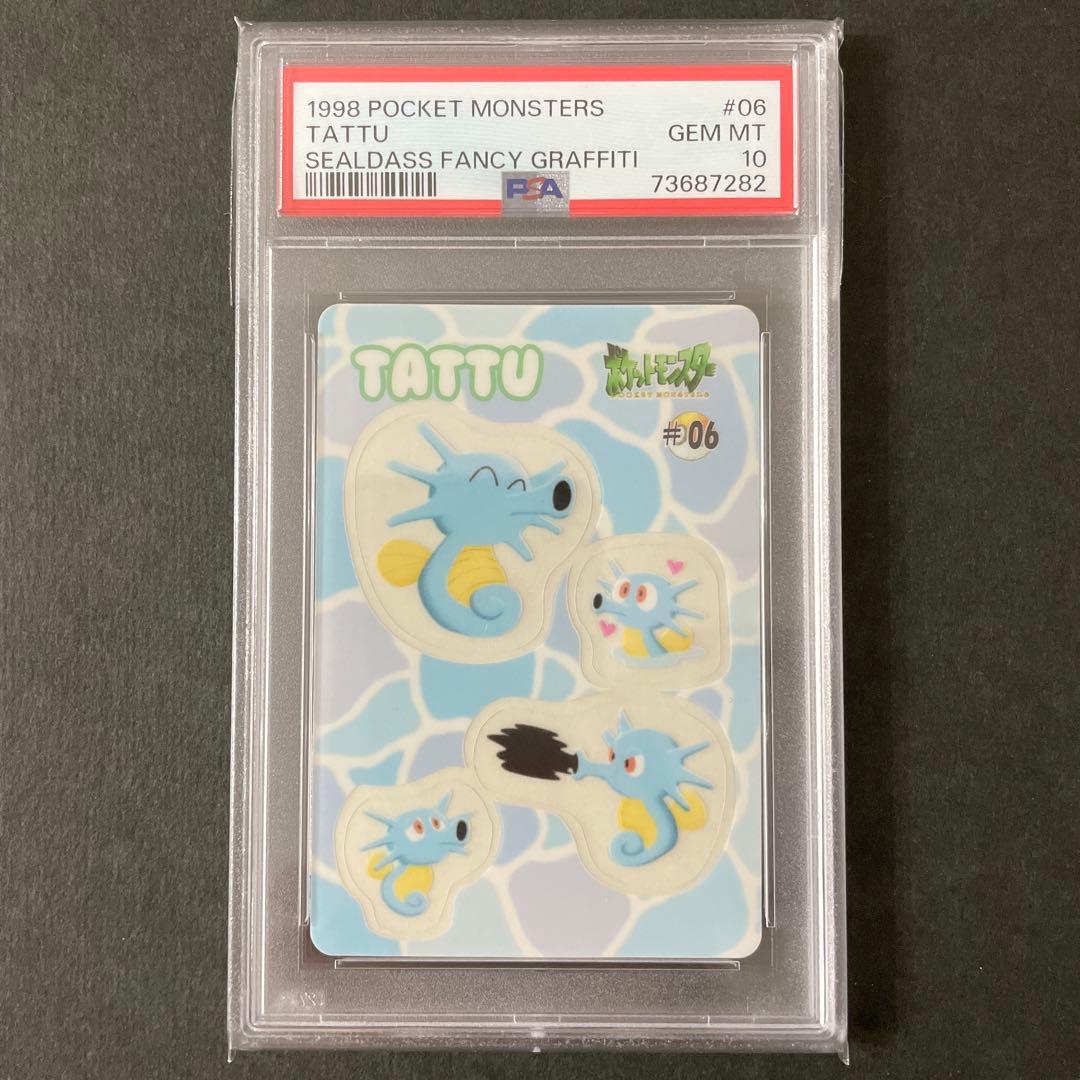 1998 POCKET MONSTERS #06
TATTU GEM MT
SEALDASS FANCY GRAFFITI 10
PSA 73687282
TATTU
ポケットモンスター
POCKET MONSTERS
#06